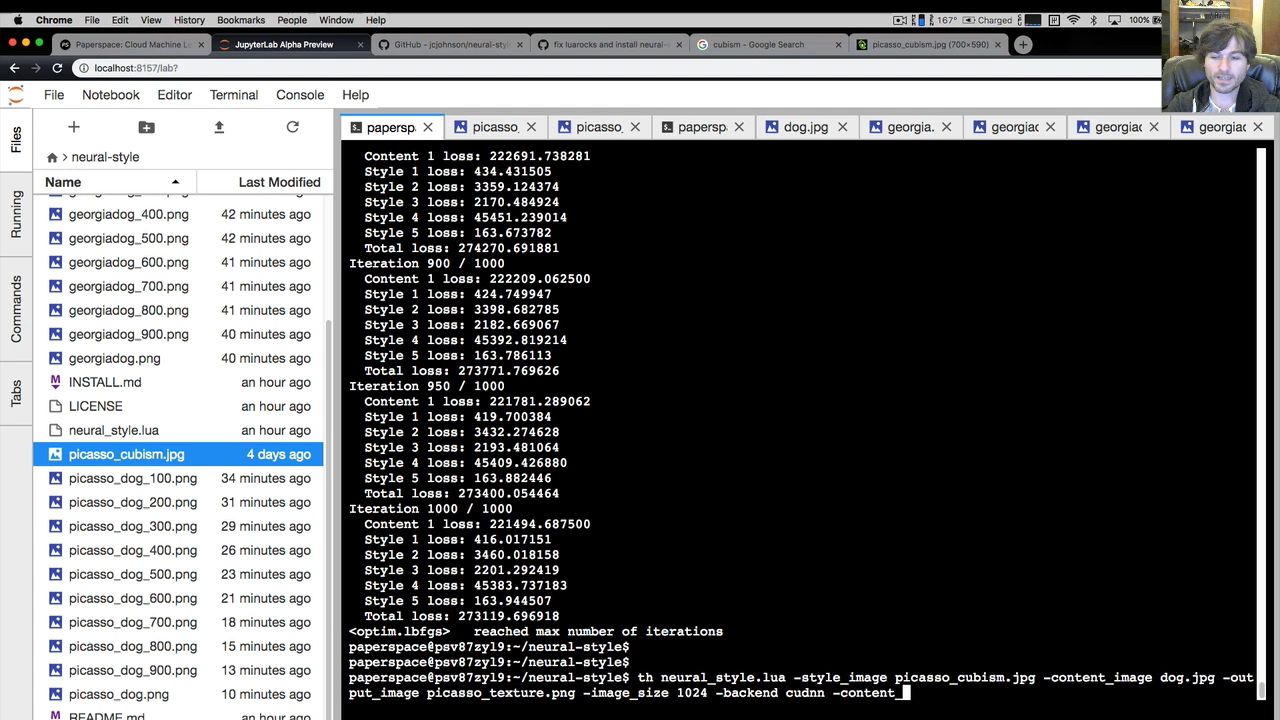 Chrome File Edit View History Bookmarks People Window Help 167° Charged 100%
Paperspace: Cloud Machine Le JupyterLab Alpha Preview GitHub - jcjohnson/neural-sty fix luarocks and install neural- cubism - Google Search picasso_cubism.jpg (700×590)
localhost:8157/lab?
File Notebook Editor Terminal Console Help
Files
Running
Commands
Tabs
neural-style
Name Last Modified
georgiadog_400.png 42 minutes ago
georgiadog_500.png 42 minutes ago
georgiadog_600.png 41 minutes ago
georgiadog_700.png 41 minutes ago
georgiadog_800.png 41 minutes ago
georgiadog_900.png 40 minutes ago
georgiadog.png 40 minutes ago
INSTALL.md an hour ago
LICENSE an hour ago
neural_style.lua an hour ago
picasso_cubism.jpg 4 days ago
picasso_dog_100.png 34 minutes ago
picasso_dog_200.png 31 minutes ago
picasso_dog_300.png 29 minutes ago
picasso_dog_400.png 26 minutes ago
picasso_dog_500.png 23 minutes ago
picasso_dog_600.png 21 minutes ago
picasso_dog_700.png 18 minutes ago
picasso_dog_800.png 15 minutes ago
picasso_dog_900.png 13 minutes ago
picasso_dog.png 10 minutes ago
README.md an hour ago
paperspa picasso_ picasso_ paperspa dog.jpg georgia. georgiad georgiad georgiad
Content 1 loss: 222691.738281
Style 1 loss: 434.431505
Style 2 loss: 3359.124374
Style 3 loss: 2170.484924
Style 4 loss: 45451.239014
Style 5 loss: 163.673782
Total loss: 274270.691881
Iteration 900 / 1000
Content 1 loss: 222209.062500
Style 1 loss: 424.749947
Style 2 loss: 3398.682785
Style 3 loss: 2182.669067
Style 4 loss: 45392.819214
Style 5 loss: 163.786113
Total loss: 273771.769626
Iteration 950 / 1000
Content 1 loss: 221781.289062
Style 1 loss: 419.700384
Style 2 loss: 3432.274628
Style 3 loss: 2193.481064
Style 4 loss: 45409.426880
Style 5 loss: 163.882446
Total loss: 273400.054464
Iteration 1000 / 1000
Content 1 loss: 221494.687500
Style 1 loss: 416.017151
Style 2 loss: 3460.018158
Style 3 loss: 2201.292419
Style 4 loss: 45383.737183
Style 5 loss: 163.944507
Total loss: 273119.696918
<optim.lbfgs> reached max number of iterations
paperspace@psv87zyl9:~/neural-style$
paperspace@psv87zyl9:~/neural-style$
paperspace@psv87zyl9:~/neural-style$ th neural_style.lua -style_image picasso_cubism.jpg -content_image dog.jpg -out
put_image picasso_texture.png -image_size 1024 -backend cudnn -content_